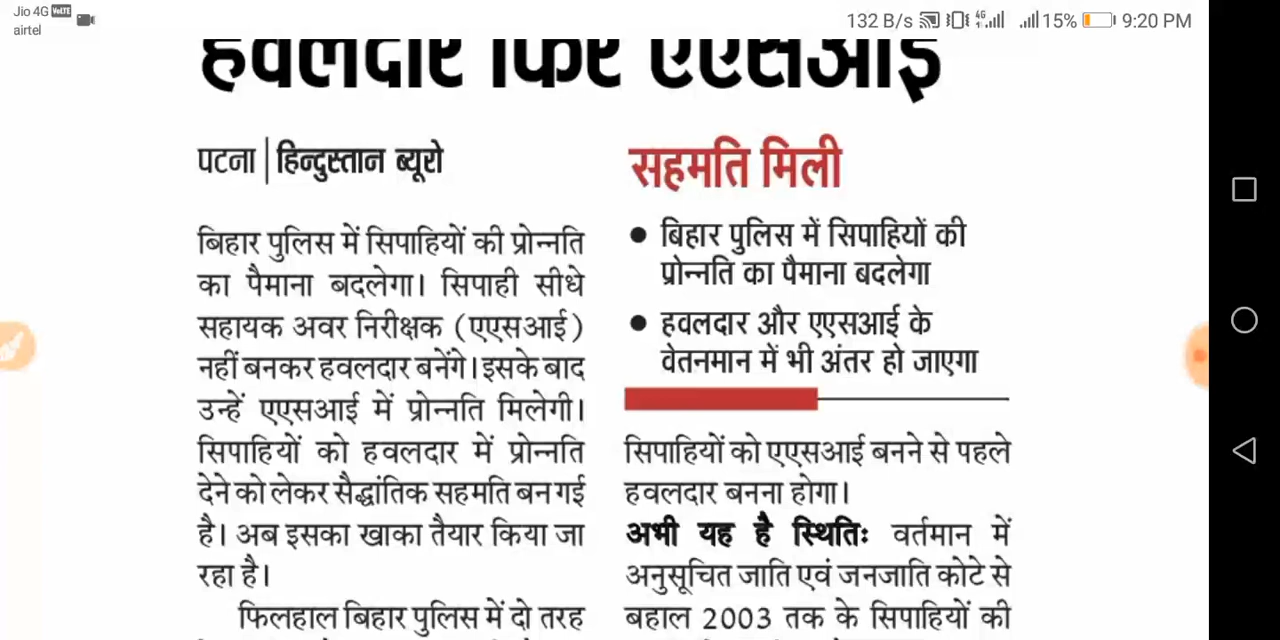 Jio 4G VoLTE
airtel
132 B/s 4G 15% 9:20 PM
हवलदार फिर एएसआई
पटना | हिन्दुस्तान ब्यूरो
बिहार पुलिस में सिपाहियों की प्रोन्नति
का पैमाना बदलेगा। सिपाही सीधे
सहायक अवर निरीक्षक (एएसआई)
नहीं बनकर हवलदार बनेंगे। इसके बाद
उन्हें एएसआई में प्रोन्नति मिलेगी।
सिपाहियों को हवलदार में प्रोन्नति
देने को लेकर सैद्धांतिक सहमति बन गई
है। अब इसका खाका तैयार किया जा
रहा है।
फिलहाल बिहार पुलिस में दो तरह
सहमति मिली
● बिहार पुलिस में सिपाहियों की
प्रोन्नति का पैमाना बदलेगा
● हवलदार और एएसआई के
वेतनमान में भी अंतर हो जाएगा
सिपाहियों को एएसआई बनने से पहले
हवलदार बनना होगा।
अभी यह है स्थितिः वर्तमान में
अनुसूचित जाति एवं जनजाति कोटे से
बहाल 2003 तक के सिपाहियों की